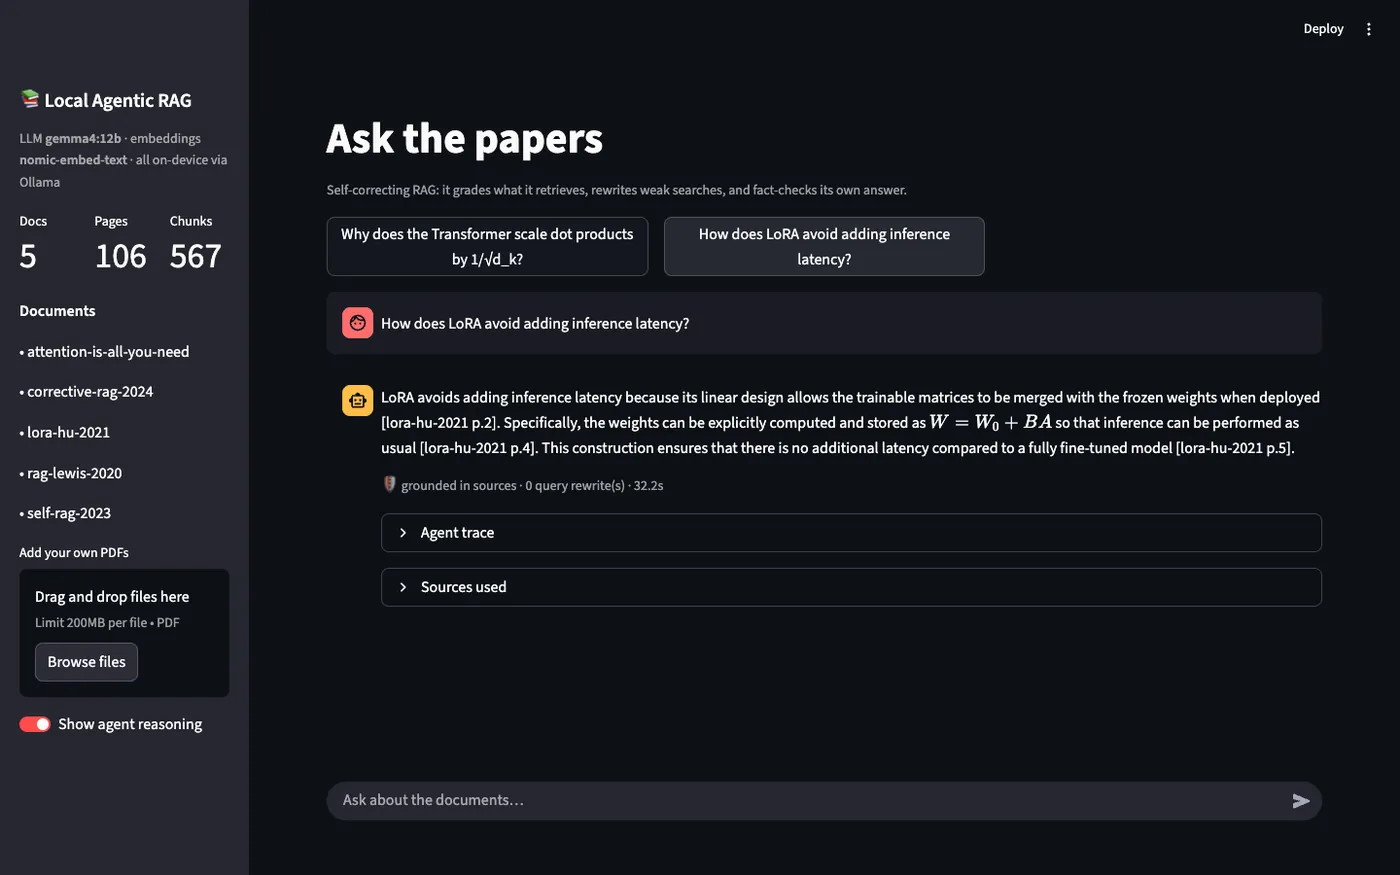 Deploy
📚 Local Agentic RAG
LLM gemma4:12b · embeddings
nomic-embed-text · all on-device via
Ollama
Docs Pages Chunks
5 106 567
Documents
• attention-is-all-you-need
• corrective-rag-2024
• lora-hu-2021
• rag-lewis-2020
• self-rag-2023
Add your own PDFs
Drag and drop files here
Limit 200MB per file • PDF
Browse files
Show agent reasoning
Ask the papers
Self-correcting RAG: it grades what it retrieves, rewrites weak searches, and fact-checks its own answer.
Why does the Transformer scale dot products
by 1/√d_k?
How does LoRA avoid adding inference
latency?
How does LoRA avoid adding inference latency?
LoRA avoids adding inference latency because its linear design allows the trainable matrices to be merged with the frozen weights when deployed
[lora-hu-2021 p.2]. Specifically, the weights can be explicitly computed and stored as W = W₀ + BA so that inference can be performed as
usual [lora-hu-2021 p.4]. This construction ensures that there is no additional latency compared to a fully fine-tuned model [lora-hu-2021 p.5].
grounded in sources · 0 query rewrite(s) · 32.2s
Agent trace
Sources used
Ask about the documents…